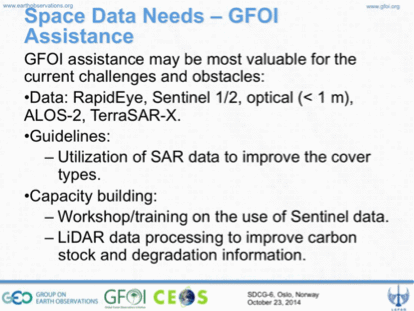 www.earthobservations.org
www.gfoi.org
Space Data Needs – GFOI
Assistance
GFOI assistance may be most valuable for the
current challenges and obstacles:
•Data: RapidEye, Sentinel 1/2, optical (< 1 m),
ALOS-2, TerraSAR-X.
•Guidelines:
– Utilization of SAR data to improve the cover
types.
•Capacity building:
– Workshop/training on the use of Sentinel data.
– LiDAR data processing to improve carbon
stock and degradation information.
GEO GROUP ON
EARTH OBSERVATIONS
GFOI
CEOS
SDCG-6, Oslo, Norway
October 23, 2014